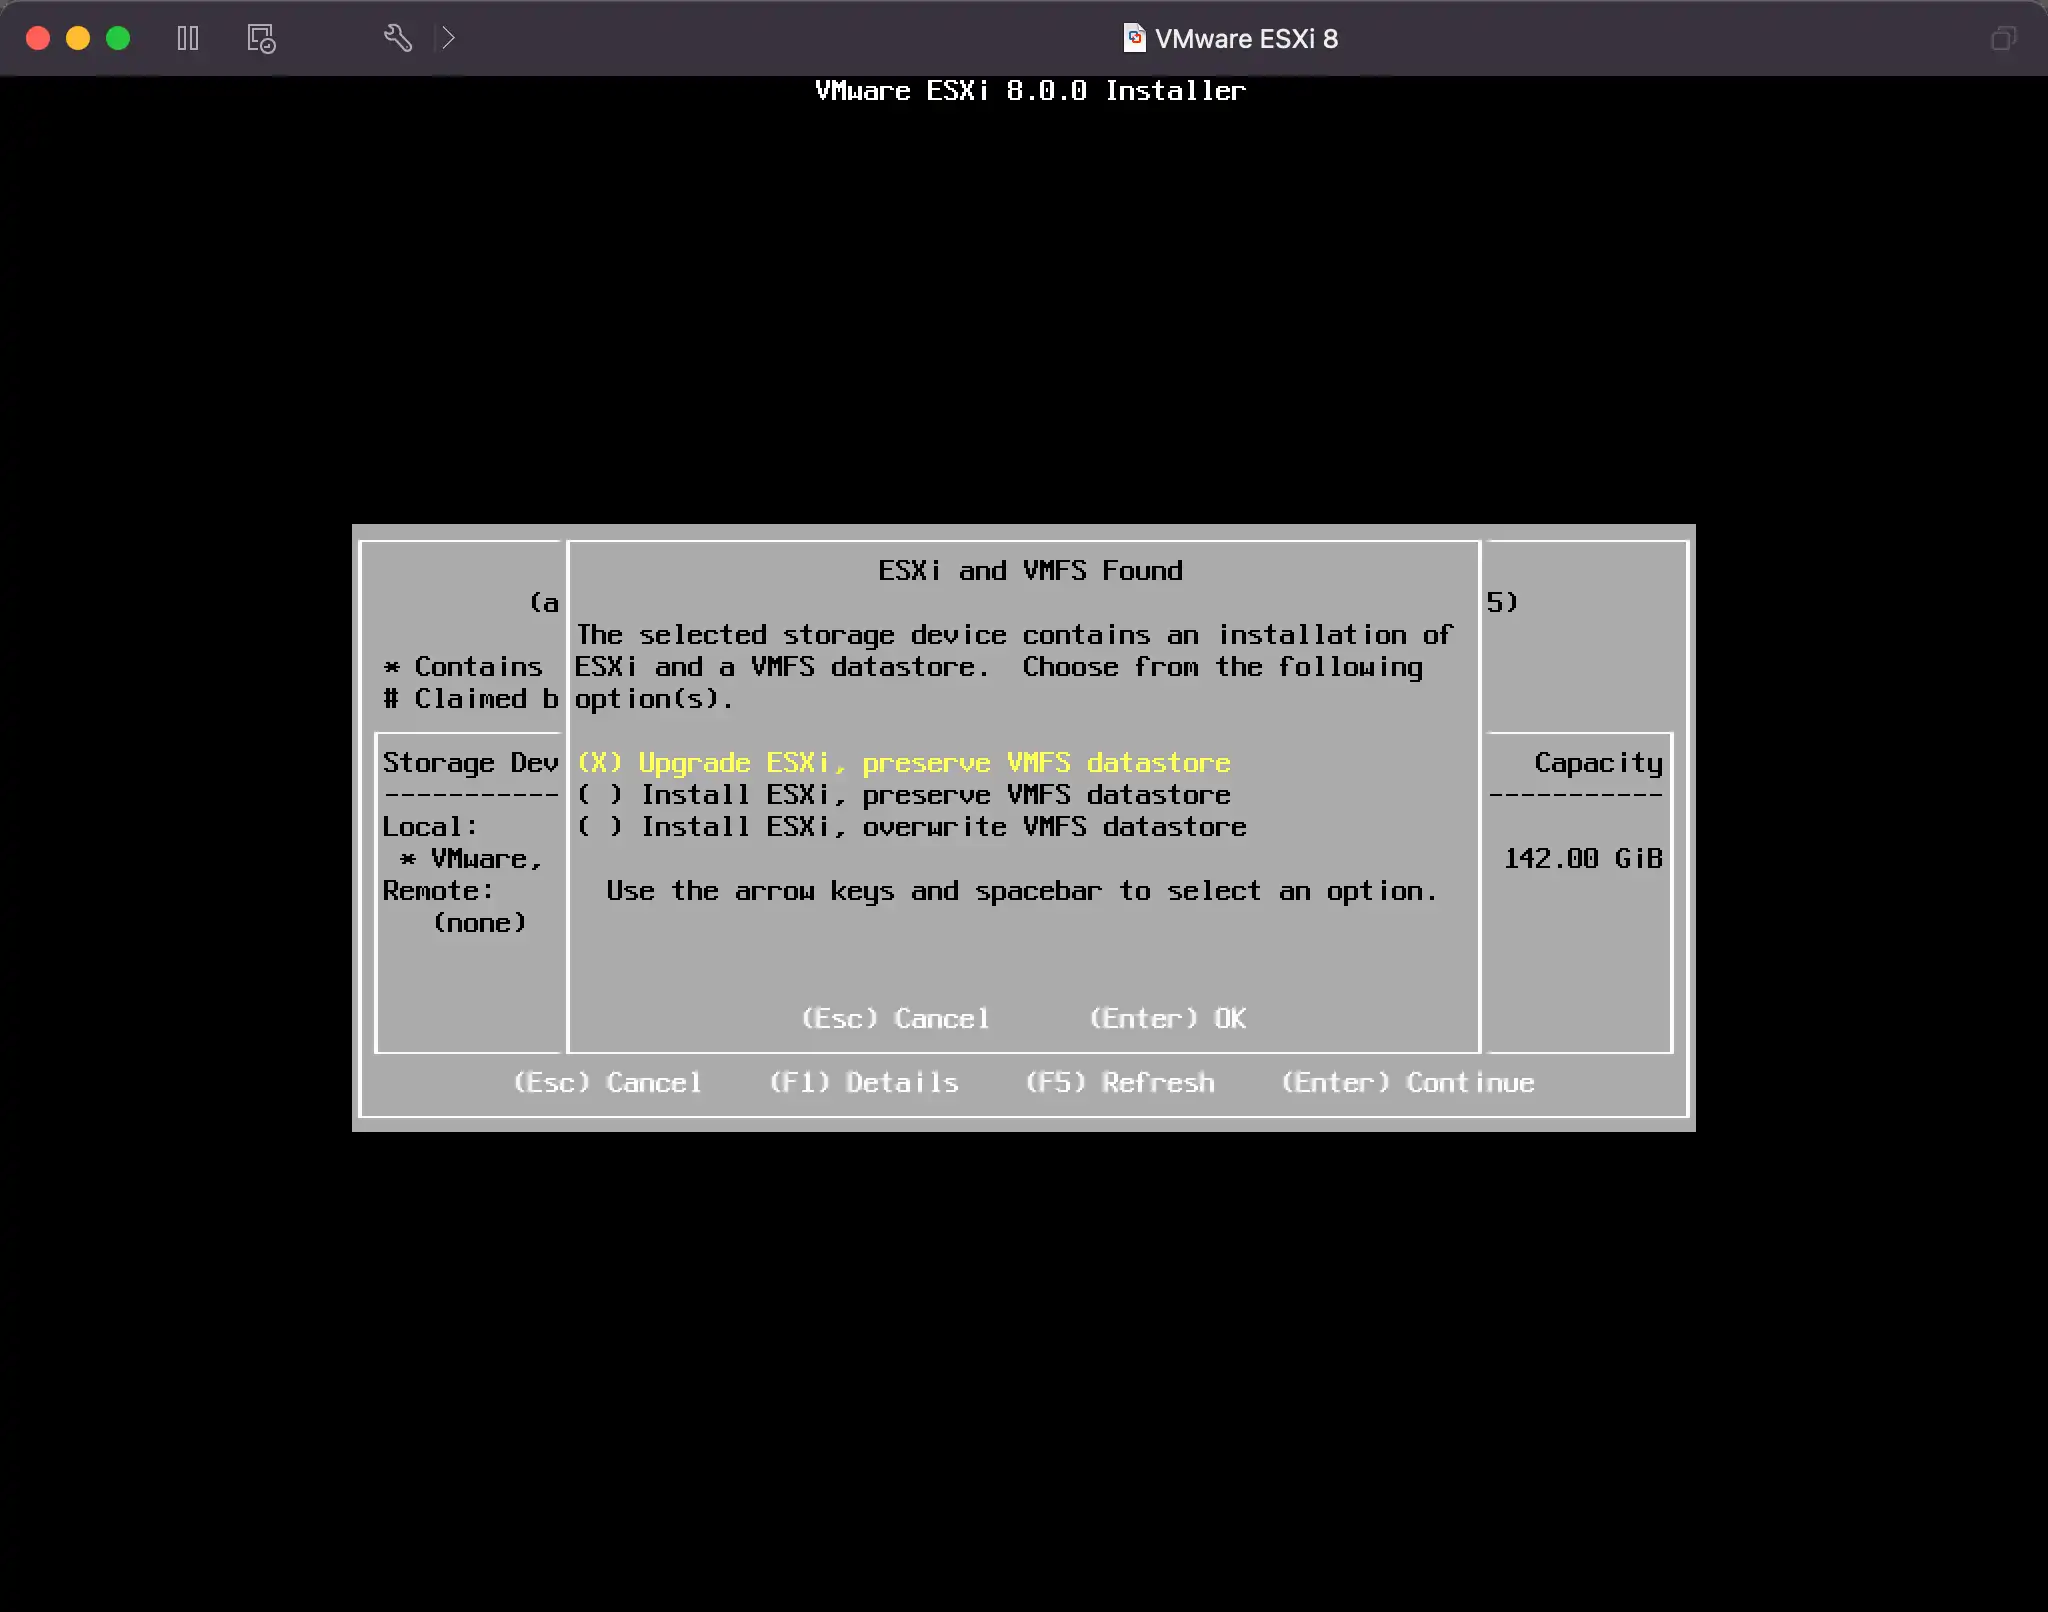 VMware ESXi 8
VMware ESXi 8.0.0 Installer
ESXi and VMFS Found
(a
5)
The selected storage device contains an installation of
* Contains
ESXi and a VMFS datastore.  Choose from the following
# Claimed b
option(s).
Storage Dev
(X) Upgrade ESXi, preserve VMFS datastore
Capacity
-----------
( ) Install ESXi, preserve VMFS datastore
-----------
Local:
( ) Install ESXi, overwrite VMFS datastore
* VMware,
142.00 GiB
Remote:
Use the arrow keys and spacebar to select an option.
(none)
(Esc) Cancel (Enter) OK
(Esc) Cancel (F1) Details (F5) Refresh (Enter) Continue